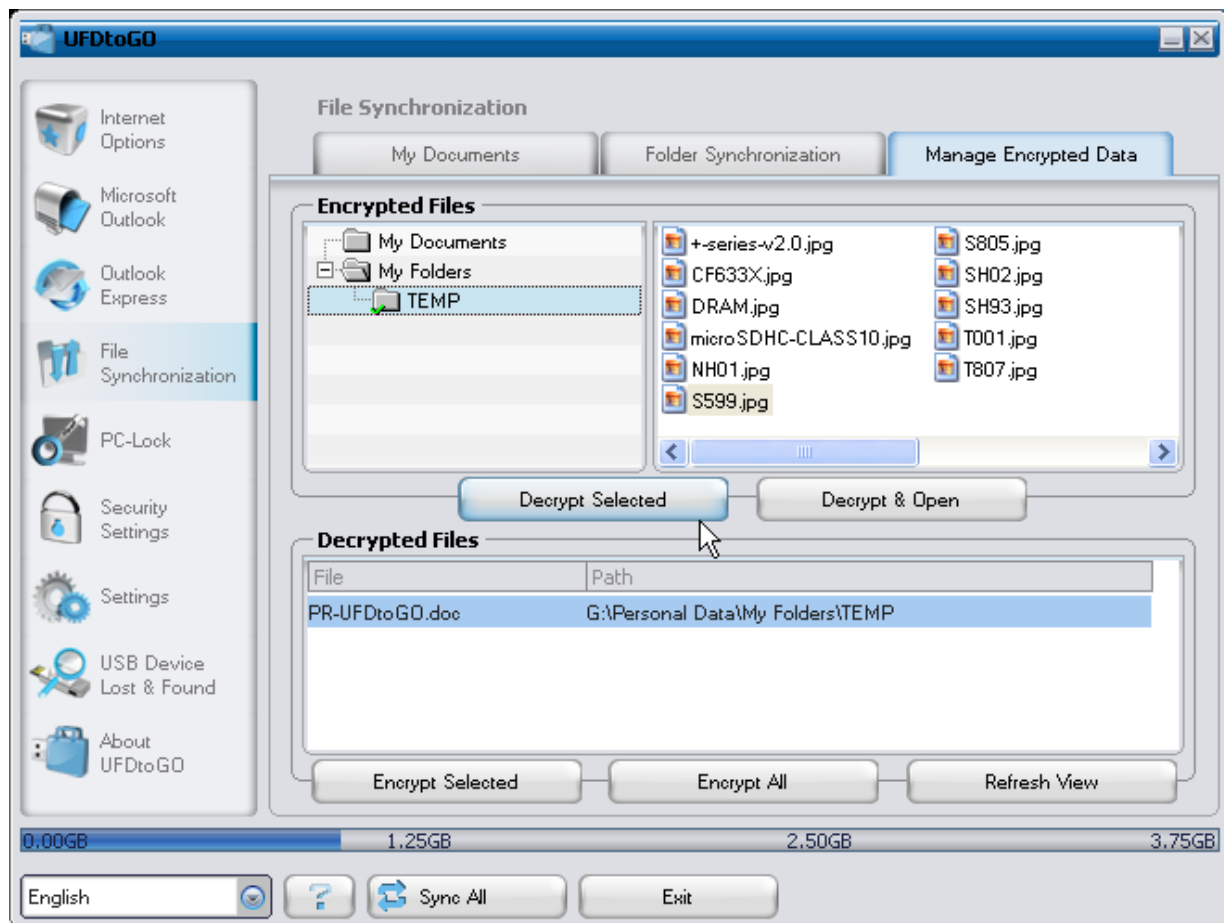 UFDtoGO
Internet
Options
Microsoft
Outlook
Outlook
Express
File
Synchronization
PC-Lock
Security
Settings
Settings
USB Device
Lost & Found
About
UFDtoGO
File Synchronization
My Documents
Folder Synchronization
Manage Encrypted Data
Encrypted Files
My Documents
My Folders
TEMP
+-series-v2.0.jpg
CF633X.jpg
DRAM.jpg
microSDHC-CLASS10.jpg
NH01.jpg
S599.jpg
S805.jpg
SH02.jpg
SH93.jpg
T001.jpg
T807.jpg
Decrypt Selected
Decrypt & Open
Decrypted Files
File Path
PR-UFDtoGO.doc G:\Personal Data\My Folders\TEMP
Encrypt Selected
Encrypt All
Refresh View
0.00GB 1.25GB 2.50GB 3.75GB
English
?
Sync All
Exit